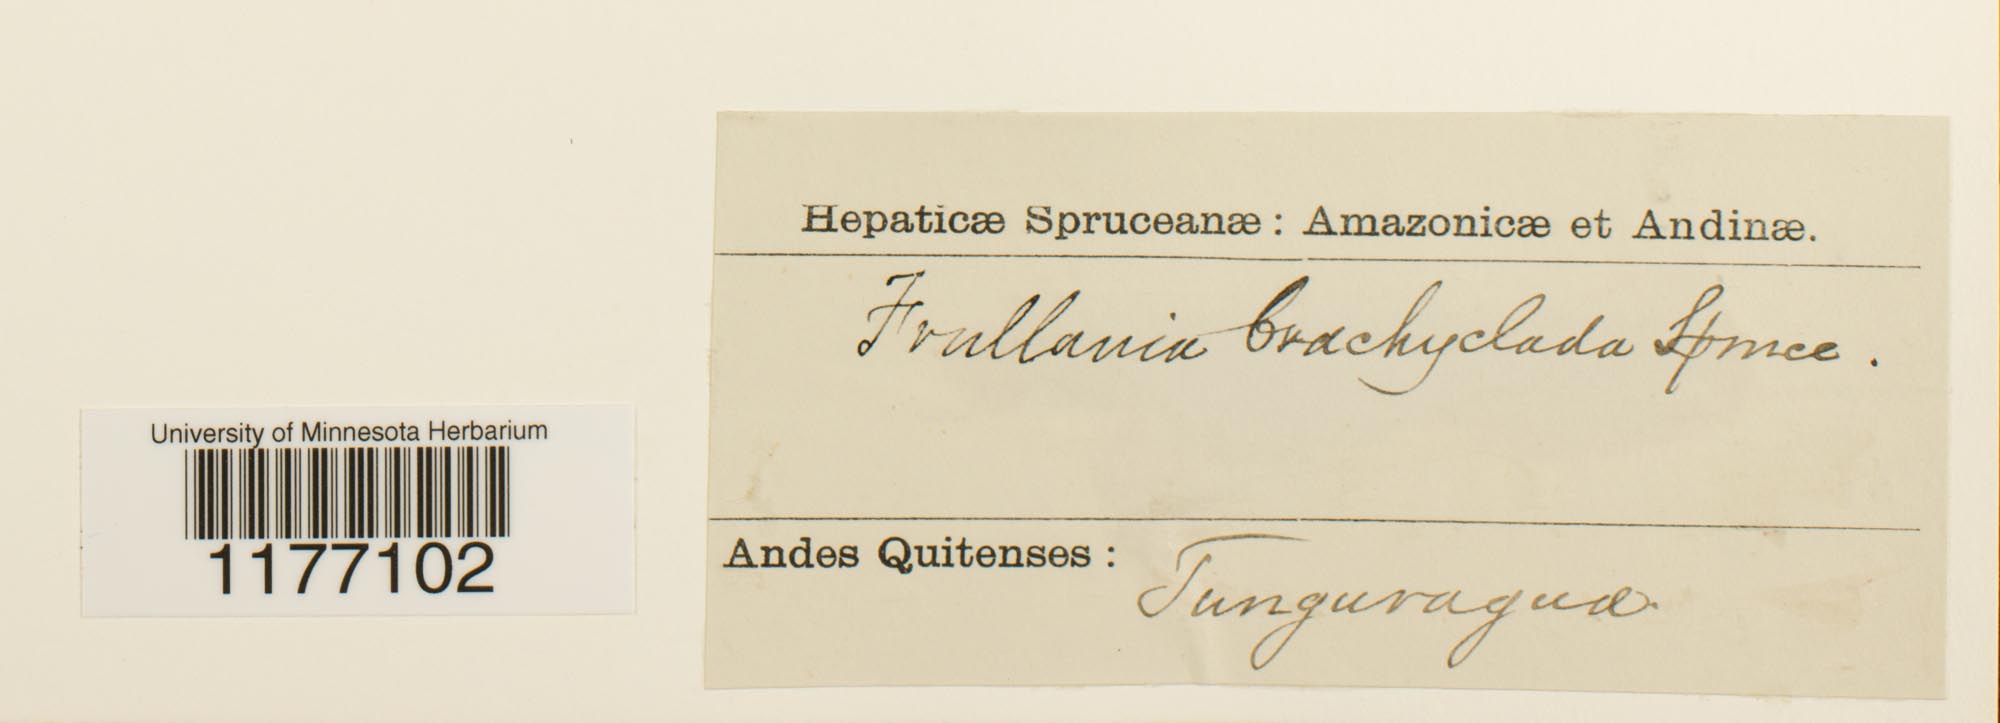 Hepaticæ Spruceanæ: Amazonicæ et Andinæ.
Frullania brachyclada Spruce.
University of Minnesota Herbarium
1177102
Andes Quitenses: Tunguragua